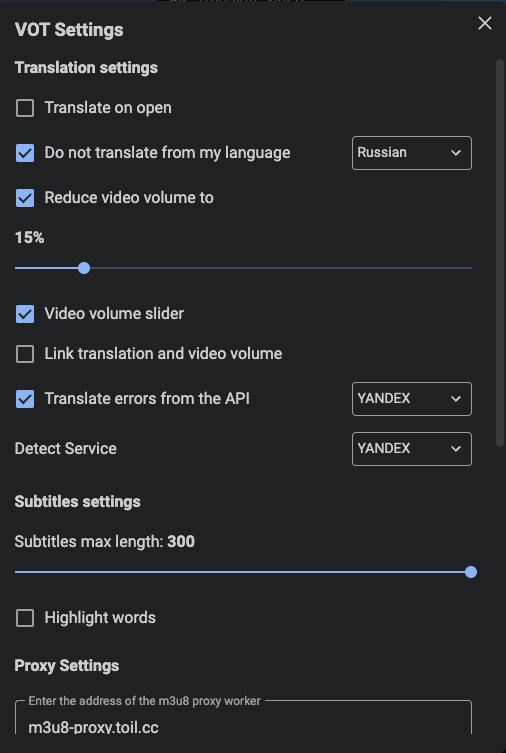 VOT Settings
Translation settings
Translate on open
Do not translate from my language
Russian
Reduce video volume to
15%
Video volume slider
Link translation and video volume
Translate errors from the API
YANDEX
Detect Service
YANDEX
Subtitles settings
Subtitles max length: 300
Highlight words
Proxy Settings
Enter the address of the m3u8 proxy worker
m3u8-proxy.toil.cc